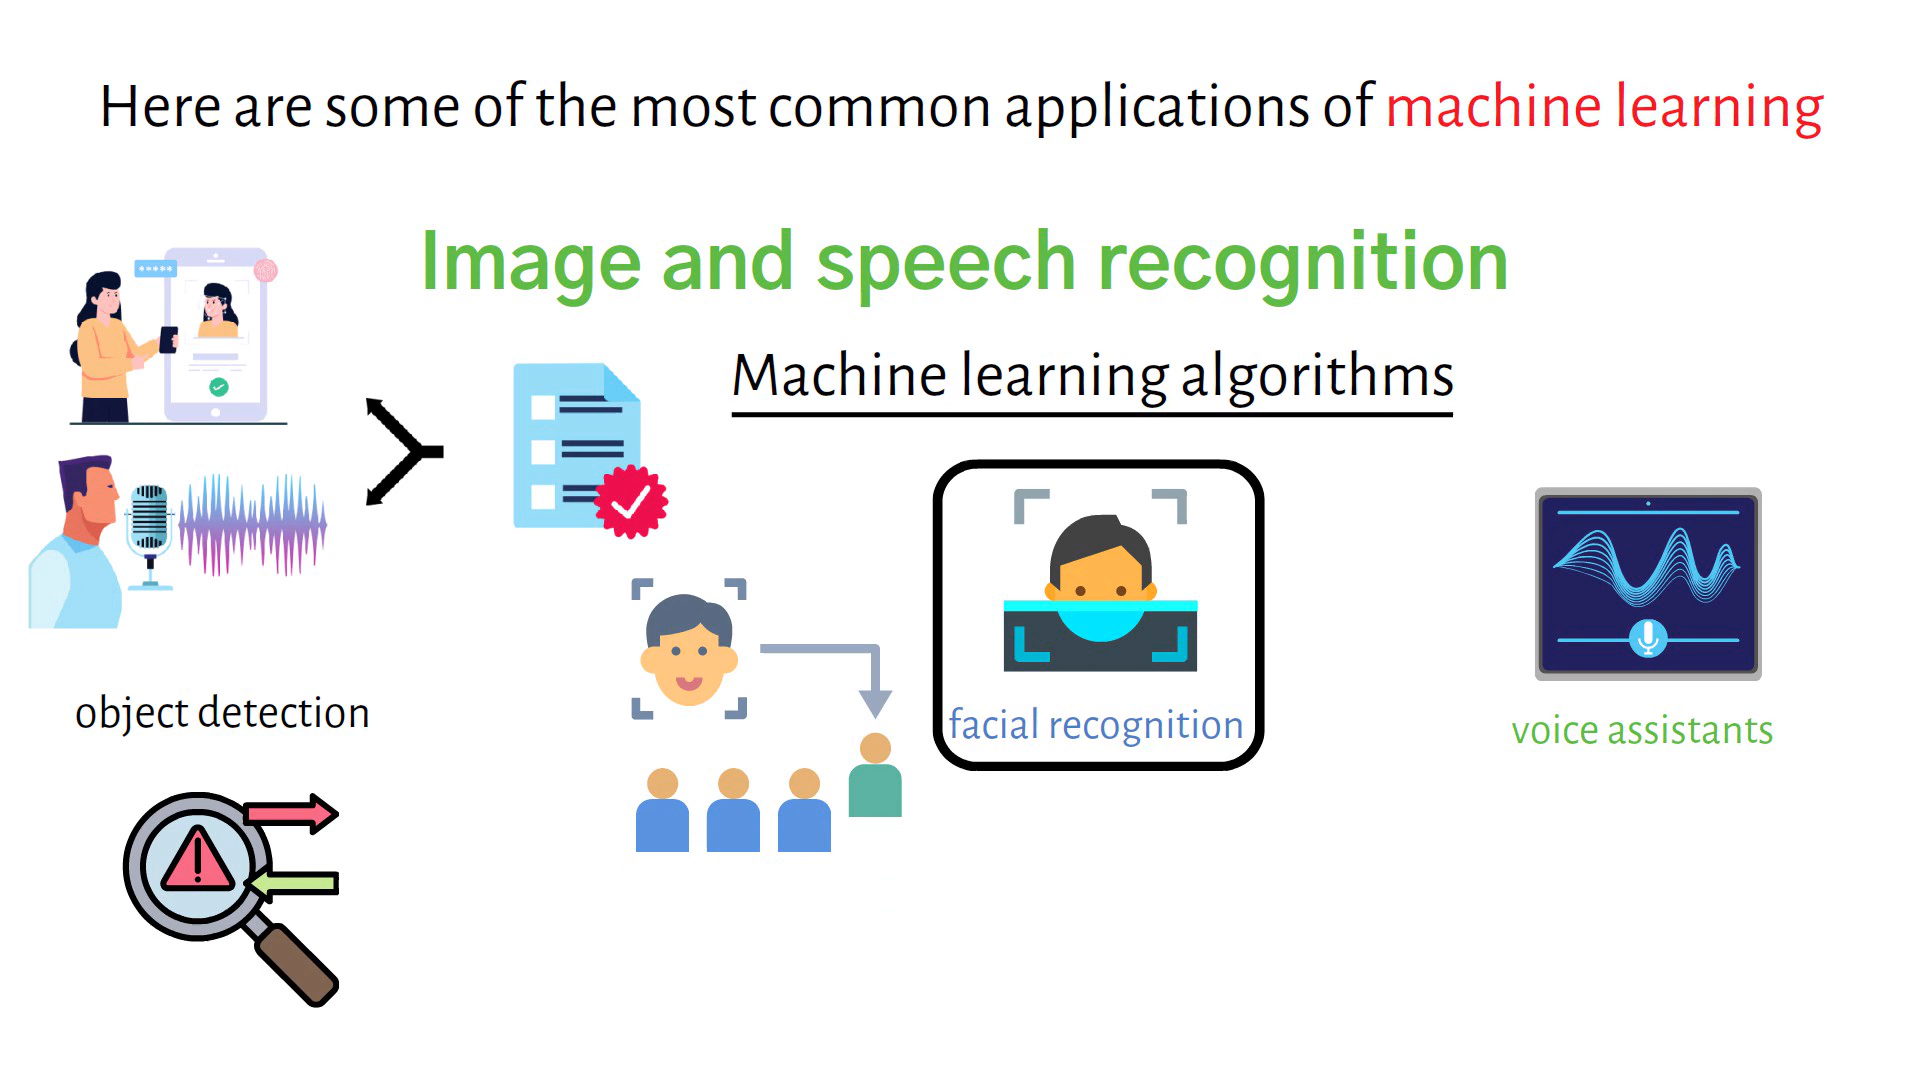 Here are some of the most common applications of machine learning
Image and speech recognition
Machine learning algorithms
object detection
facial recognition
voice assistants